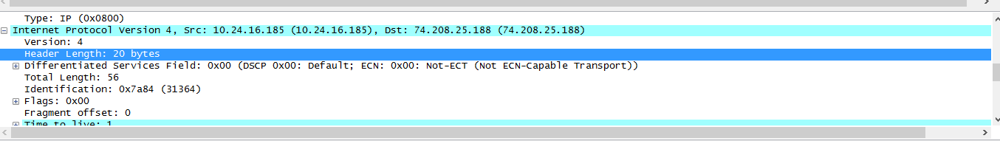 Type: IP (0x0800)
Internet Protocol Version 4, Src: 10.24.16.185 (10.24.16.185), Dst: 74.208.25.188 (74.208.25.188)
Version: 4
Header Length: 20 bytes
Differentiated Services Field: 0x00 (DSCP 0x00: Default; ECN: 0x00: Not-ECT (Not ECN-Capable Transport))
Total Length: 56
Identification: 0x7a84 (31364)
Flags: 0x00
Fragment offset: 0
Time to live: 1